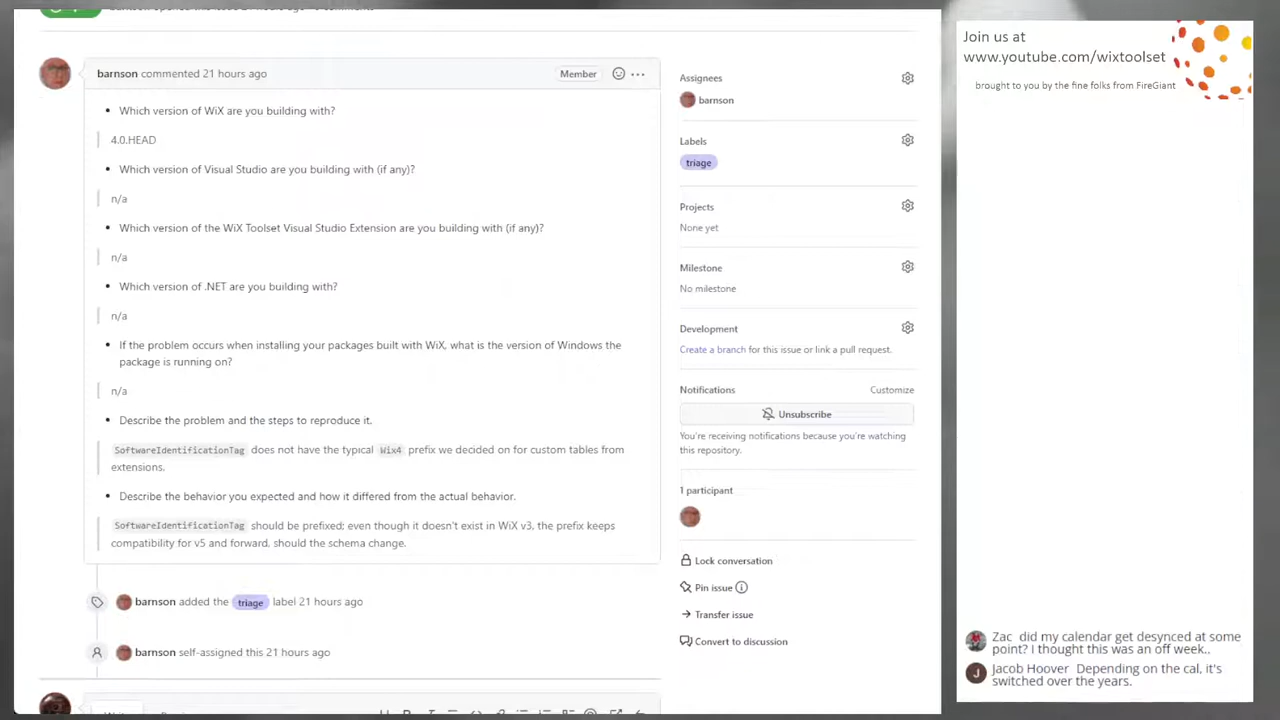 barnson commented 21 hours ago
Member
Which version of WiX are you building with?
4.0.HEAD
Which version of Visual Studio are you building with (if any)?
n/a
Which version of the WiX Toolset Visual Studio Extension are you building with (if any)?
n/a
Which version of .NET are you building with?
n/a
If the problem occurs when installing your packages built with WiX, what is the version of Windows the
package is running on?
n/a
Describe the problem and the steps to reproduce it.
SoftwareIdentificationTag does not have the typical Wix4 prefix we decided on for custom tables from
extensions.
Describe the behavior you expected and how it differed from the actual behavior.
SoftwareIdentificationTag should be prefixed; even though it doesn't exist in WiX v3, the prefix keeps
compatibility for v5 and forward, should the schema change.
barnson added the triage label 21 hours ago
barnson self-assigned this 21 hours ago
Assignees
barnson
Labels
triage
Projects
None yet
Milestone
No milestone
Development
Create a branch for this issue or link a pull request.
Notifications
Customize
Unsubscribe
You're receiving notifications because you're watching
this repository.
1 participant
Lock conversation
Pin issue
Transfer issue
Convert to discussion
Join us at
www.youtube.com/wixtoolset
brought to you by the fine folks from FireGiant
Zac did my calendar get desynced at some
point? I thought this was an off week..
J
Jacob Hoover Depending on the cal, it's
switched over the years.